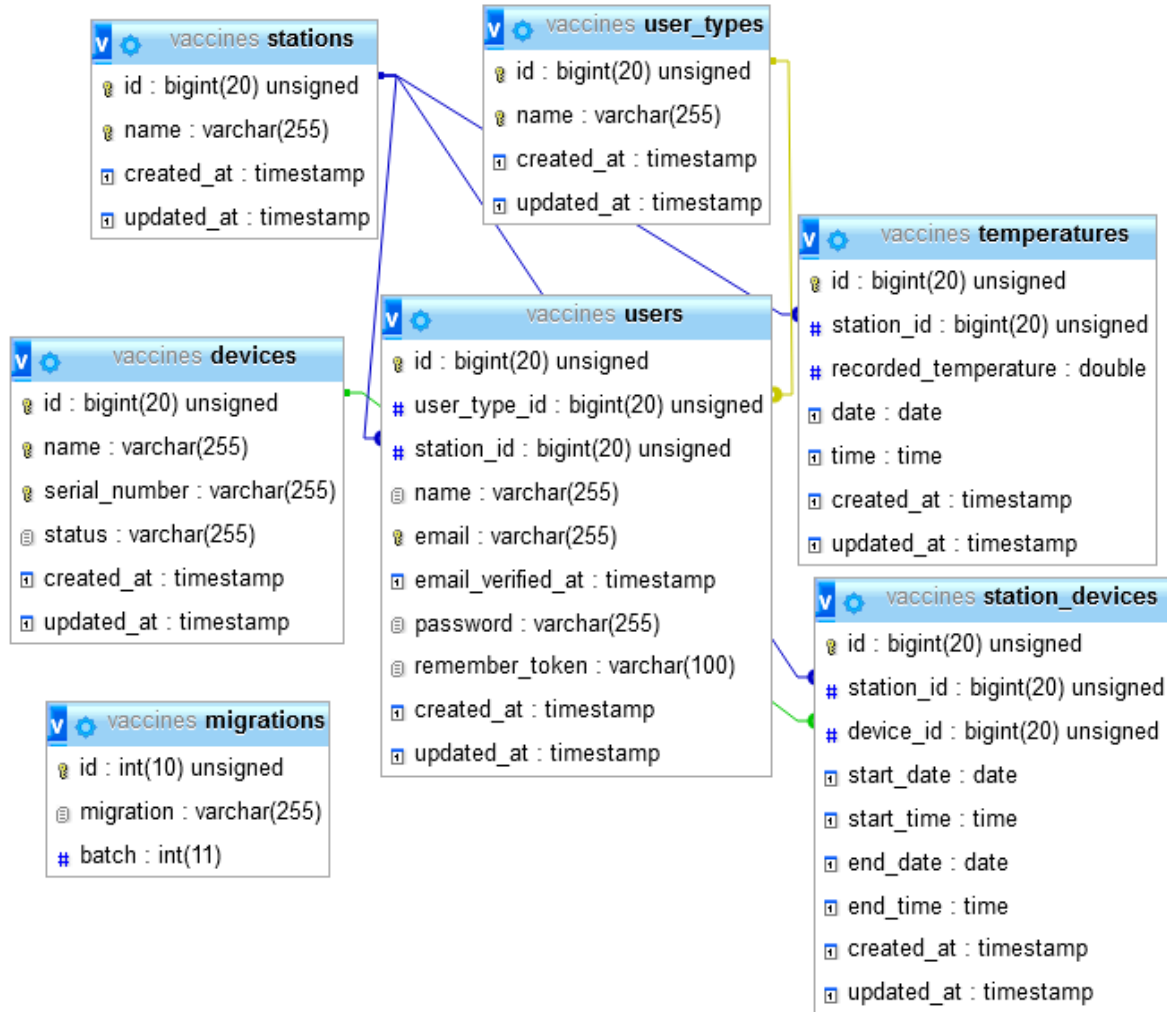 v vaccines stations
id : bigint(20) unsigned
name : varchar(255)
created_at : timestamp
updated_at : timestamp
v vaccines user_types
id : bigint(20) unsigned
name : varchar(255)
created_at : timestamp
updated_at : timestamp
v vaccines temperatures
id : bigint(20) unsigned
# station_id : bigint(20) unsigned
# recorded_temperature : double
date : date
time : time
created_at : timestamp
updated_at : timestamp
v vaccines users
id : bigint(20) unsigned
# user_type_id : bigint(20) unsigned
# station_id : bigint(20) unsigned
name : varchar(255)
email : varchar(255)
email_verified_at : timestamp
password : varchar(255)
remember_token : varchar(100)
created_at : timestamp
updated_at : timestamp
v vaccines devices
id : bigint(20) unsigned
name : varchar(255)
serial_number : varchar(255)
status : varchar(255)
created_at : timestamp
updated_at : timestamp
v vaccines station_devices
id : bigint(20) unsigned
# station_id : bigint(20) unsigned
# device_id : bigint(20) unsigned
start_date : date
start_time : time
end_date : date
end_time : time
created_at : timestamp
updated_at : timestamp
v vaccines migrations
id : int(10) unsigned
migration : varchar(255)
# batch : int(11)